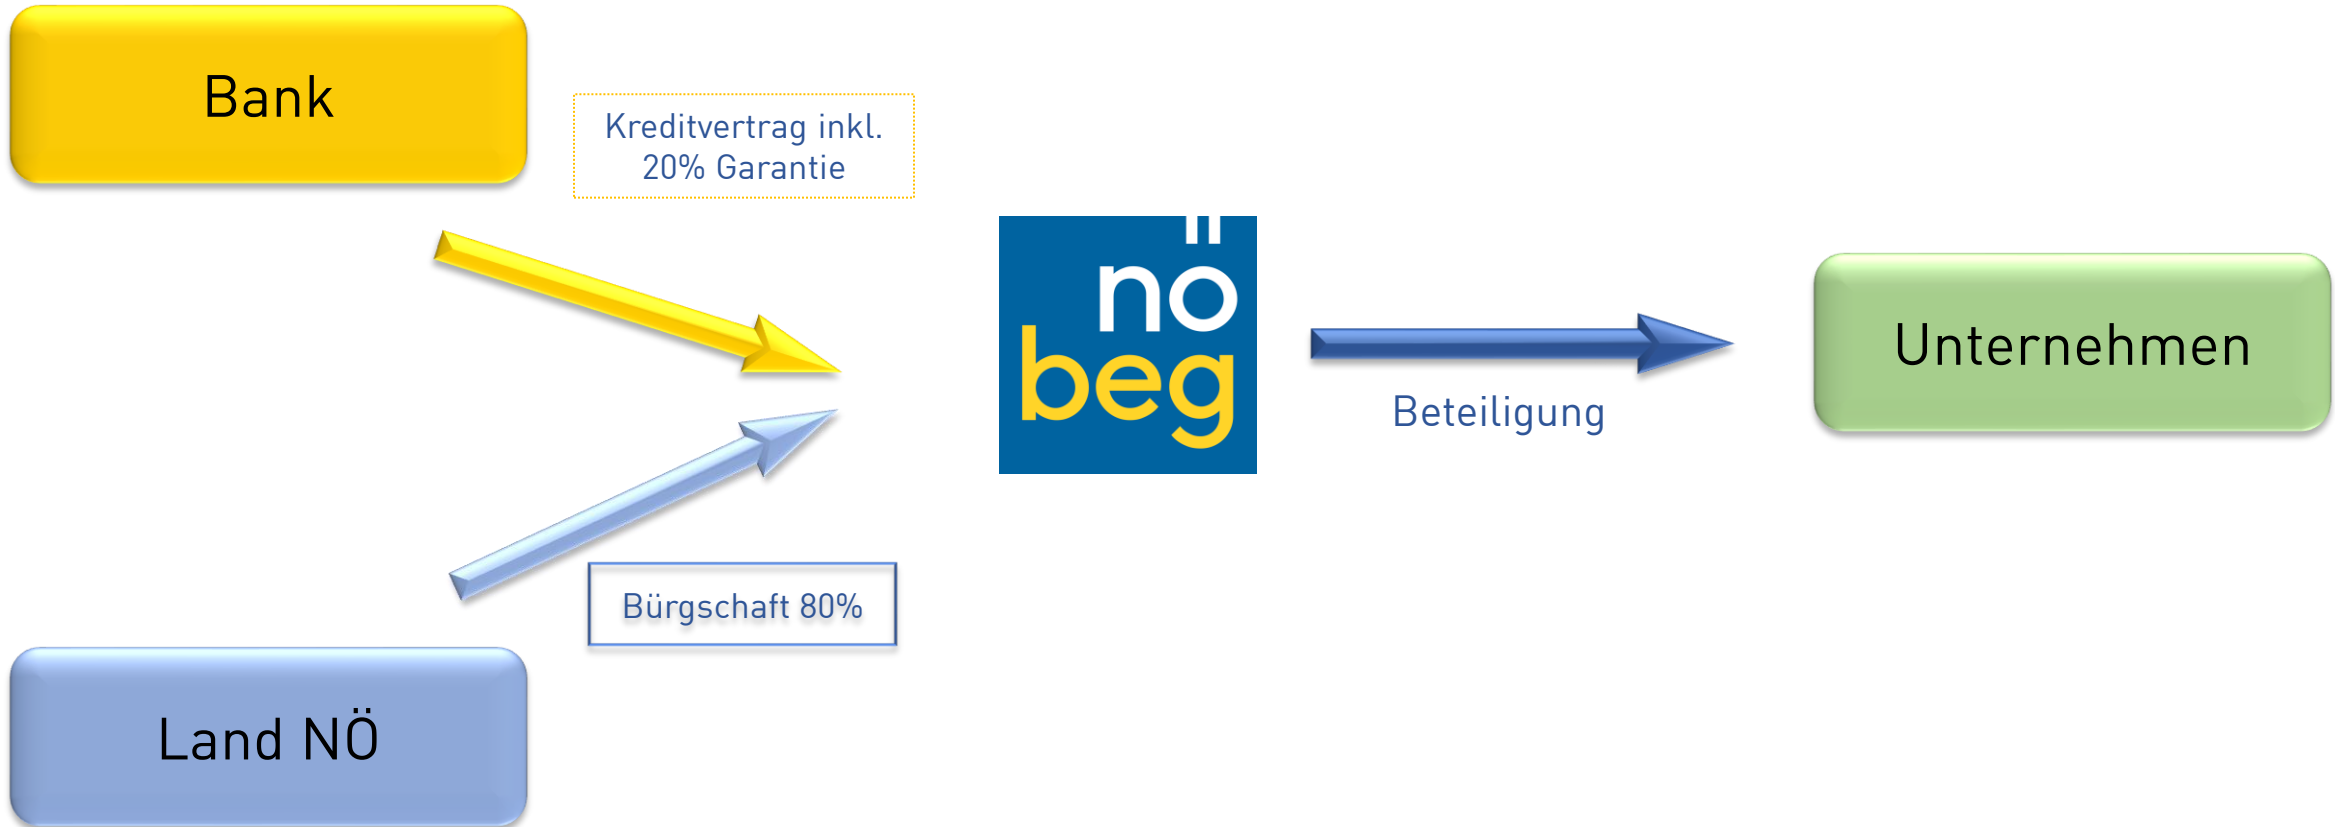 Bank
Kreditvertrag inkl.
20% Garantie
nö
beg
Beteiligung
Unternehmen
Bürgschaft 80%
Land NÖ